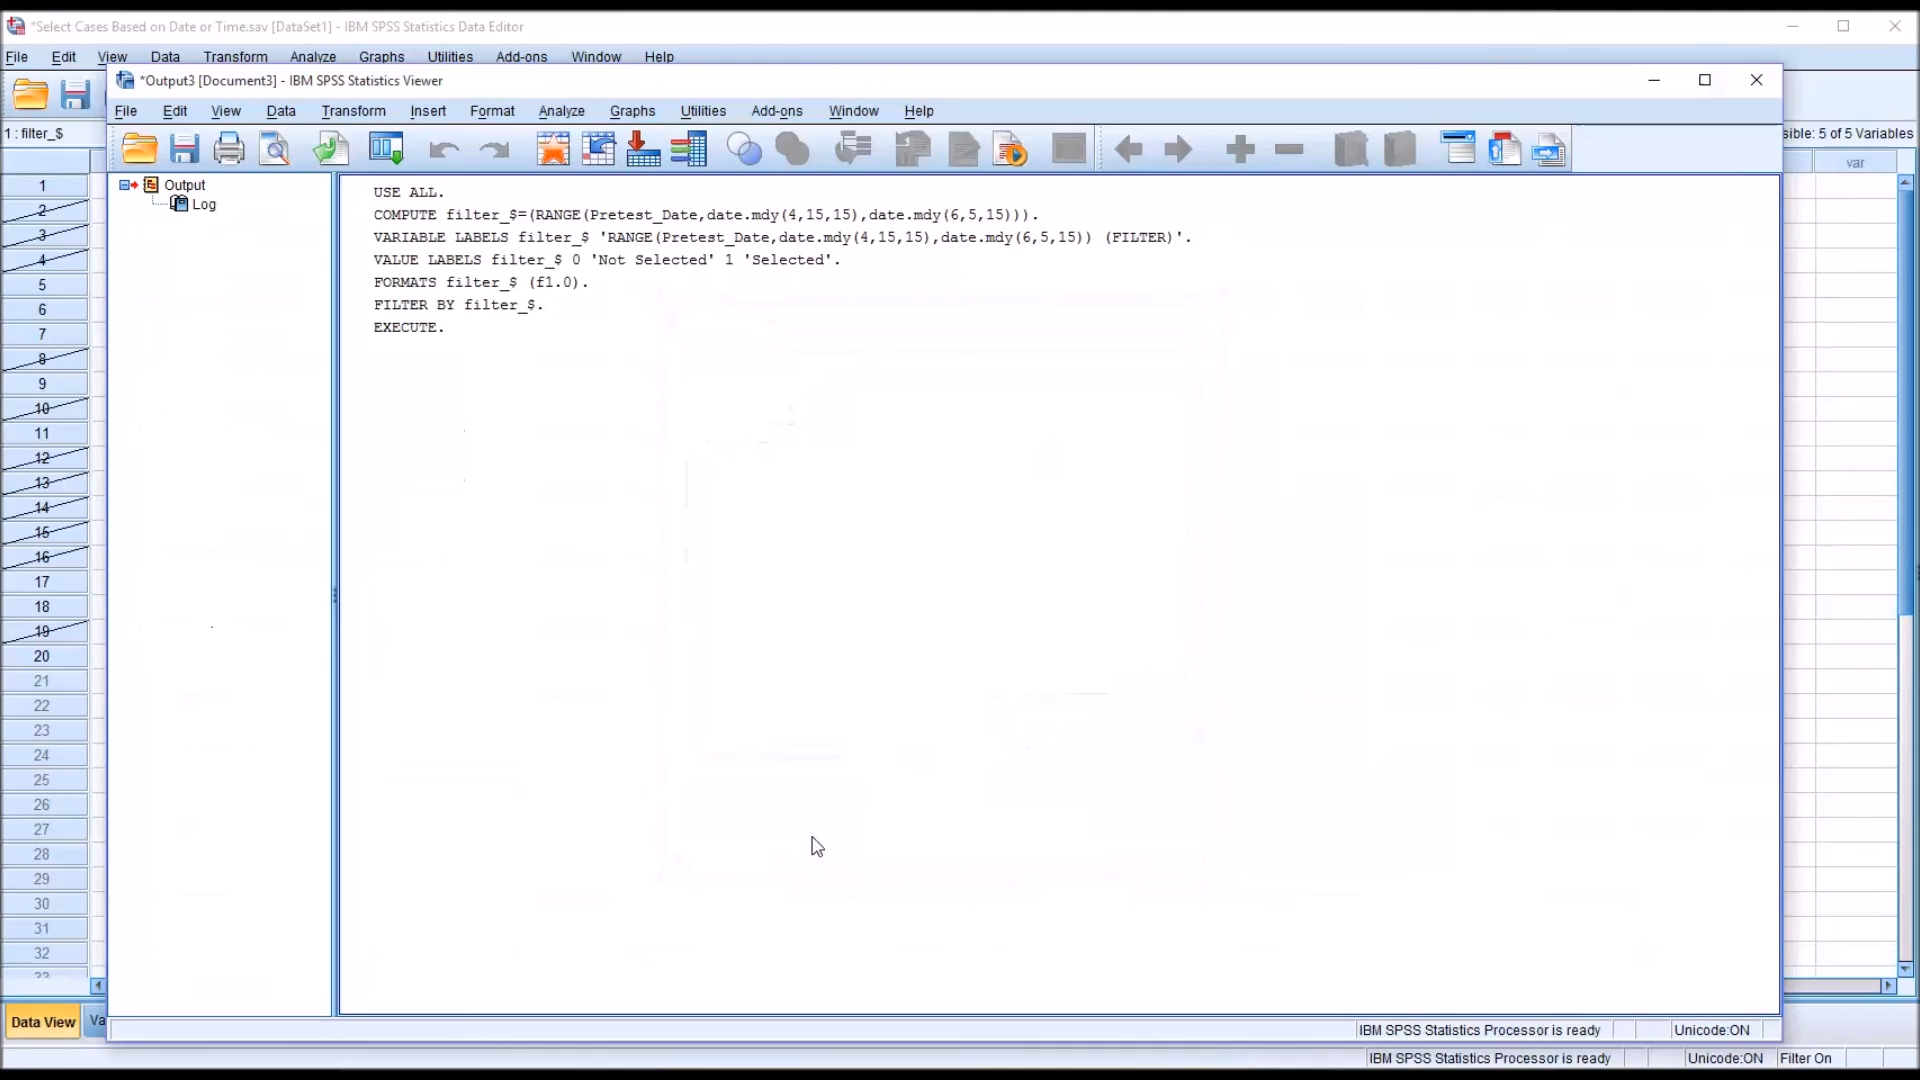 *Select Cases Based on Date or Time.sav [DataSet1] - IBM SPSS Statistics Data Editor
File Edit View Data Transform Analyze Graphs Utilities Add-ons Window Help
*Output3 [Document3] - IBM SPSS Statistics Viewer
File Edit View Data Transform Insert Format Analyze Graphs Utilities Add-ons Window Help
1 : filter_$
sible: 5 of 5 Variables
var
Output
Log
USE ALL.
COMPUTE filter_$=(RANGE(Pretest_Date,date.mdy(4,15,15),date.mdy(6,5,15))).
VARIABLE LABELS filter_$ 'RANGE(Pretest_Date,date.mdy(4,15,15),date.mdy(6,5,15)) (FILTER)'.
VALUE LABELS filter_$ 0 'Not Selected' 1 'Selected'.
FORMATS filter_$ (f1.0).
FILTER BY filter_$.
EXECUTE.
1
2
3
4
5
6
7
8
9
10
11
12
13
14
15
16
17
18
19
20
21
22
23
24
25
26
27
28
29
30
31
32
33
Data View
Va
IBM SPSS Statistics Processor is ready Unicode:ON
IBM SPSS Statistics Processor is ready Unicode:ON Filter On